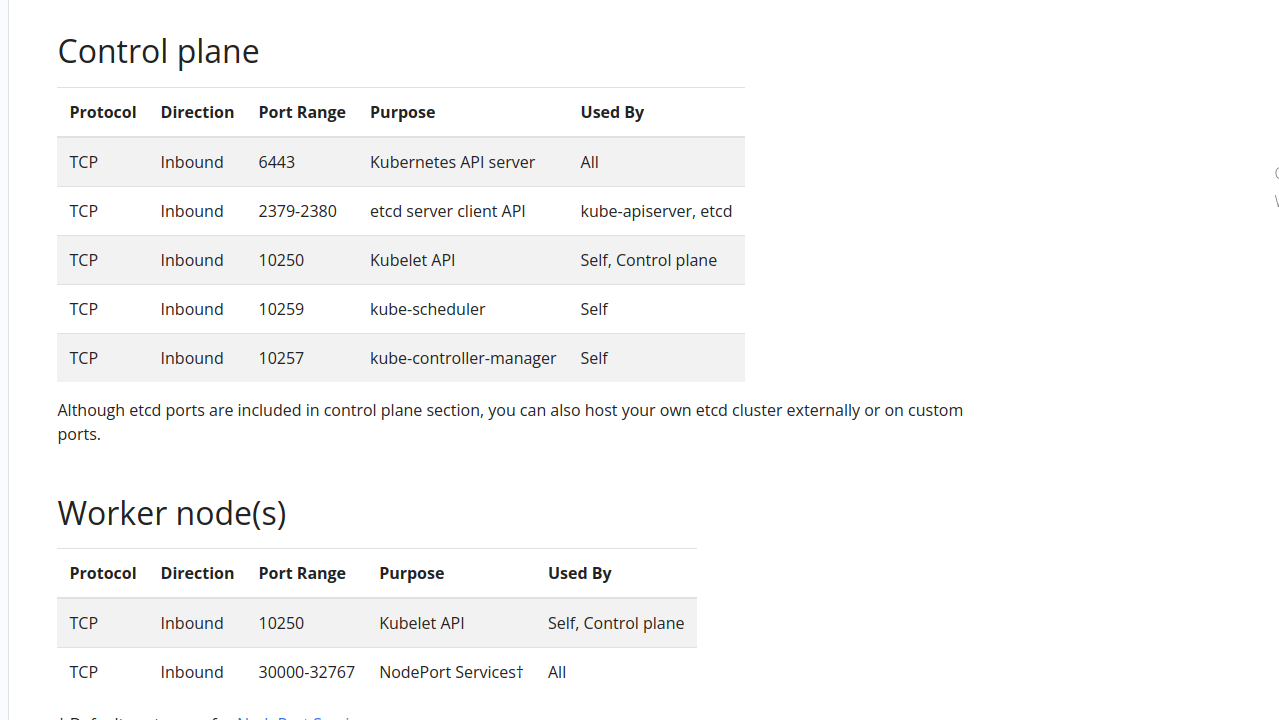 Control plane
Protocol Direction Port Range Purpose Used By
TCP Inbound 6443 Kubernetes API server All
TCP Inbound 2379-2380 etcd server client API kube-apiserver, etcd
TCP Inbound 10250 Kubelet API Self, Control plane
TCP Inbound 10259 kube-scheduler Self
TCP Inbound 10257 kube-controller-manager Self
Although etcd ports are included in control plane section, you can also host your own etcd cluster externally or on custom
ports.
Worker node(s)
Protocol Direction Port Range Purpose Used By
TCP Inbound 10250 Kubelet API Self, Control plane
TCP Inbound 30000-32767 NodePort Services† All